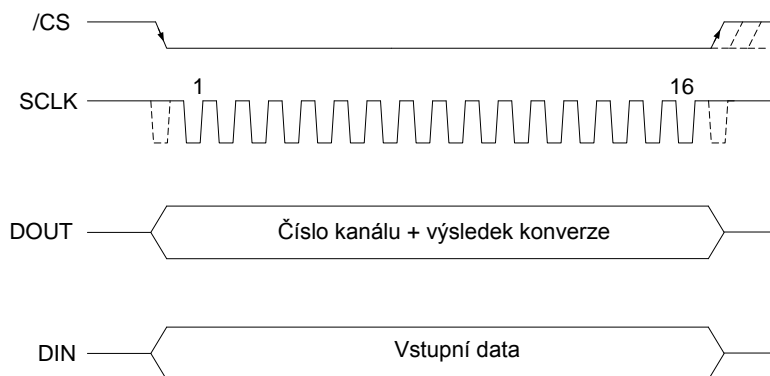 /CS
1 16
SCLK
DOUT Číslo kanálu + výsledek konverze
DIN Vstupní data